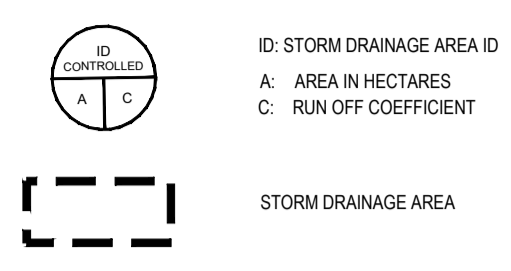 ID
CONTROLLED
A C
ID: STORM DRAINAGE AREA ID
A: AREA IN HECTARES
C: RUN OFF COEFFICIENT
STORM DRAINAGE AREA